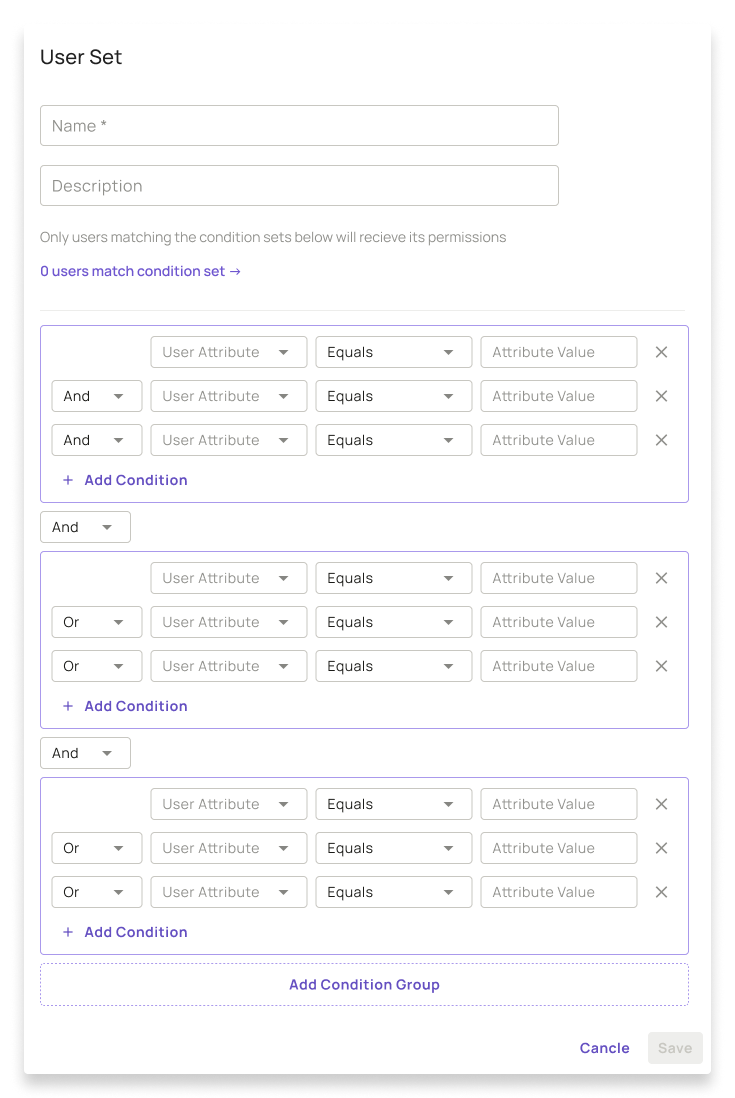 User Set
Name *
Description
Only users matching the condition sets below will recieve its permissions
0 users match condition set →
User Attribute Equals Attribute Value
And User Attribute Equals Attribute Value
And User Attribute Equals Attribute Value
+ Add Condition
And
User Attribute Equals Attribute Value
Or User Attribute Equals Attribute Value
Or User Attribute Equals Attribute Value
+ Add Condition
And
User Attribute Equals Attribute Value
Or User Attribute Equals Attribute Value
Or User Attribute Equals Attribute Value
+ Add Condition
Add Condition Group
Cancle Save